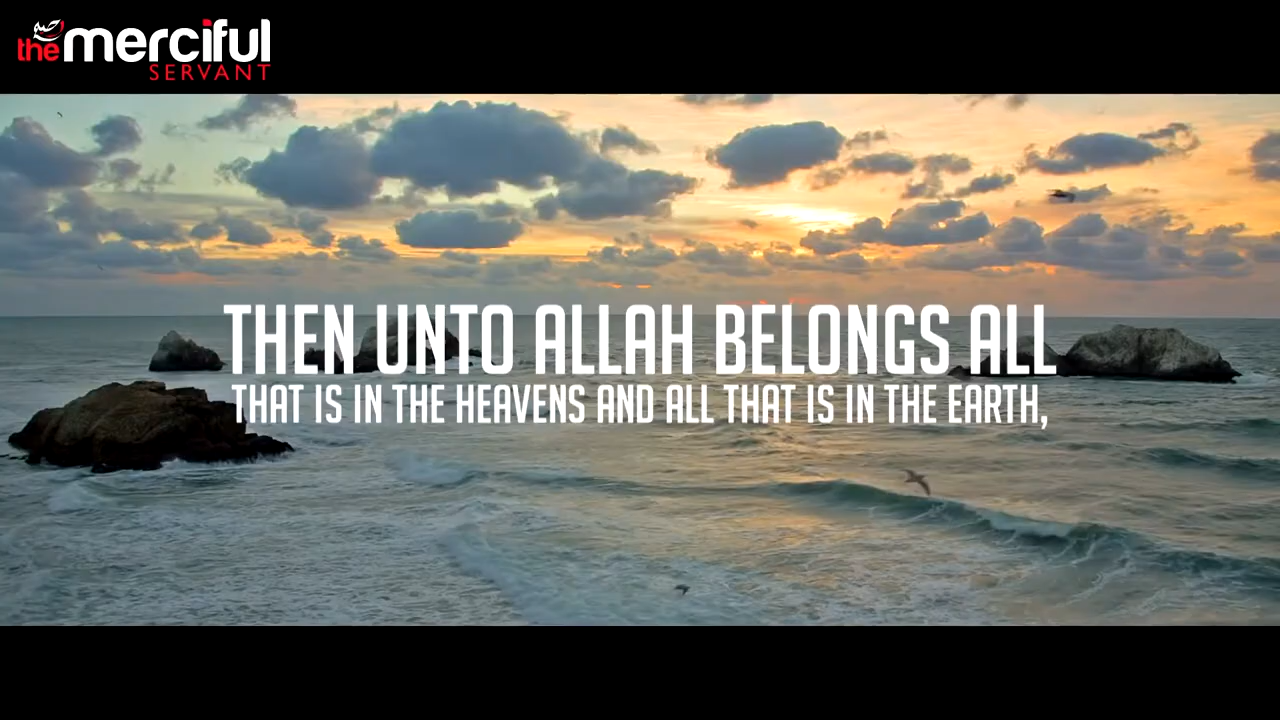 the merciful
SERVANT
THEN UNTO ALLAH BELONGS ALL
THAT IS IN THE HEAVENS AND ALL THAT IS IN THE EARTH,